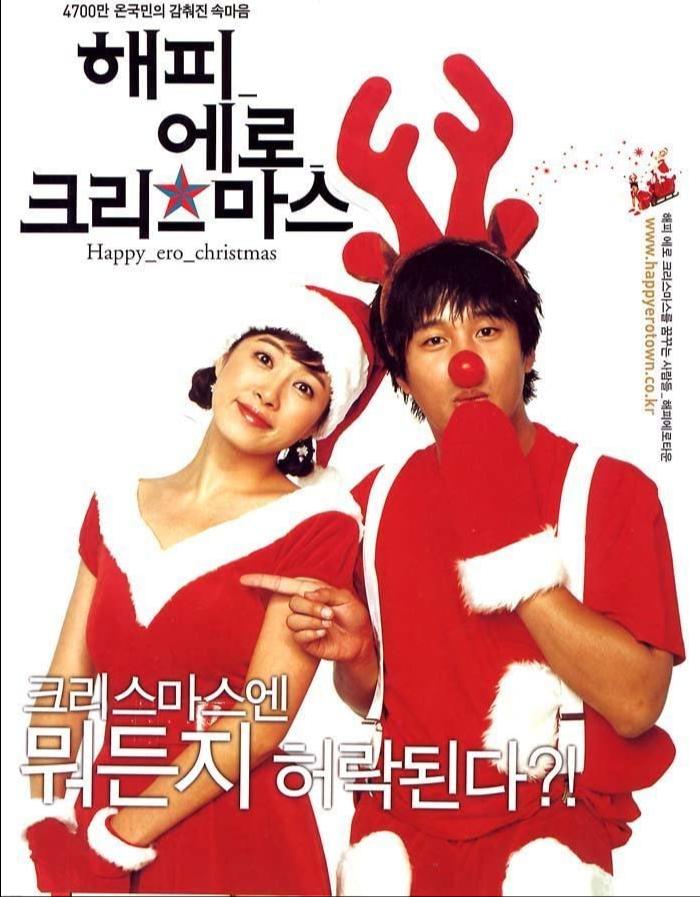 4700만 온국민의 감춰진 속마음
해피_
에로_
크리스마스
Happy_ero_christmas
해피 에로 크리스마스를 꿈꾸는 사람들_해피에로타운
www.happyerotown.co.kr
크리스마스엔
뭐든지 허락된다?!